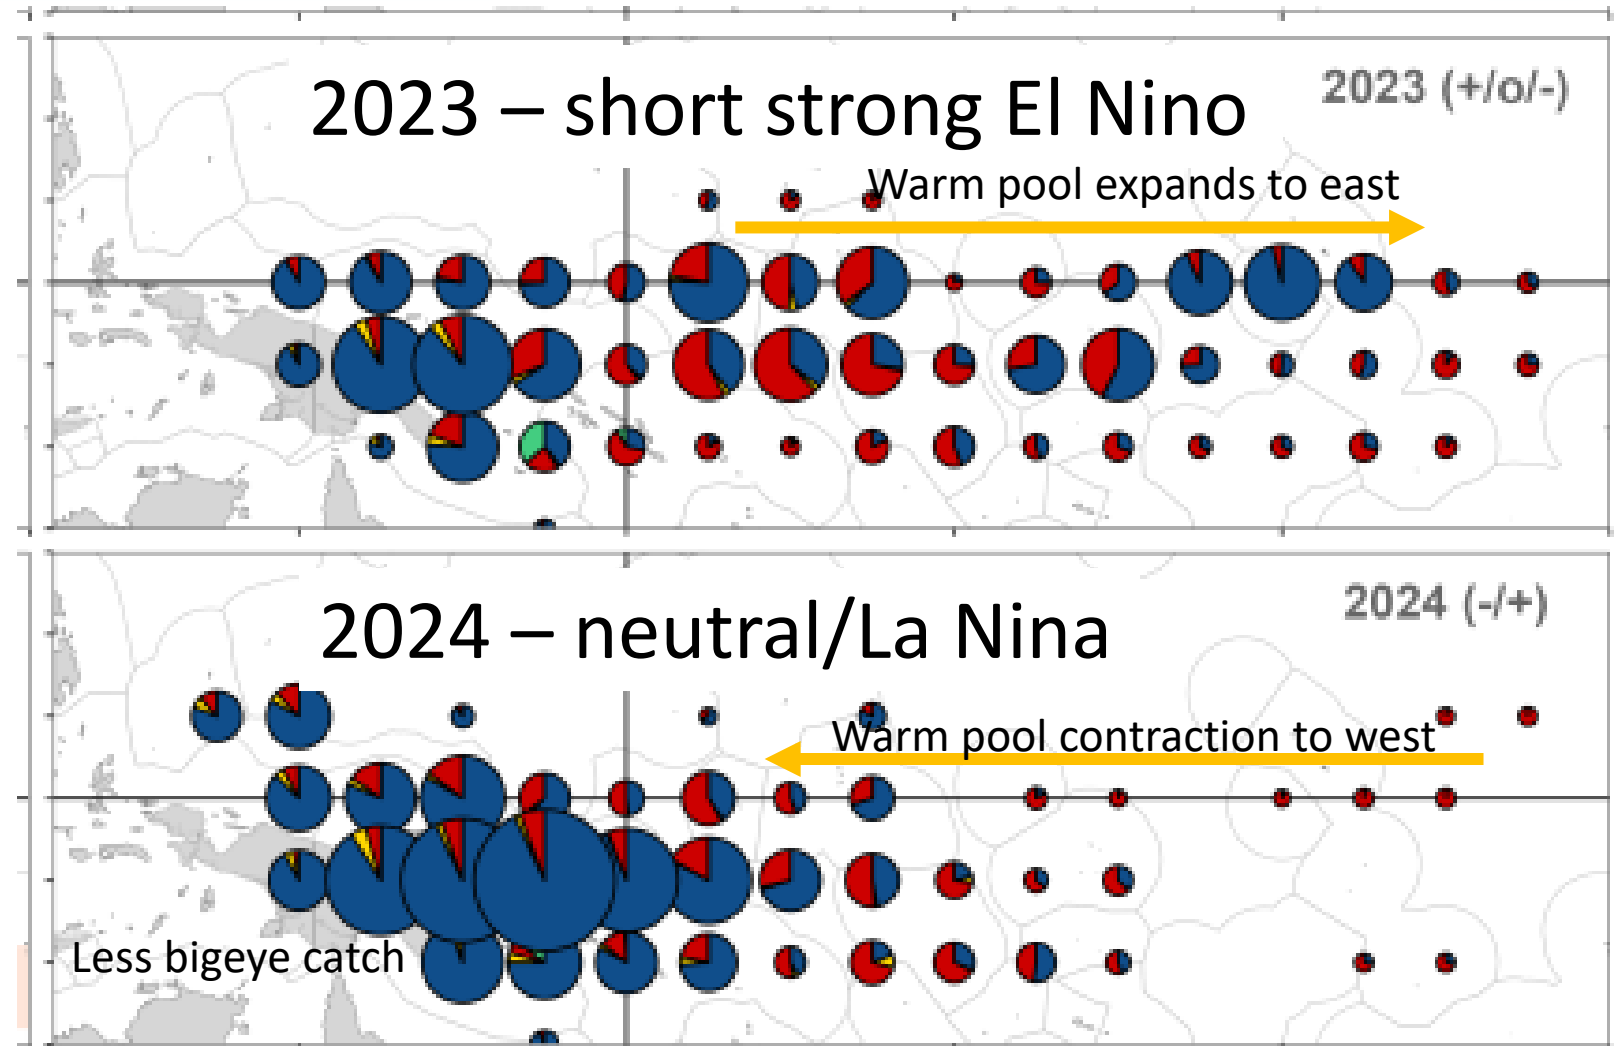 2023 – short strong El Nino
2023 (+/o/-)
Warm pool expands to east
2024 – neutral/La Nina
2024 (-/+)
Warm pool contraction to west
Less bigeye catch